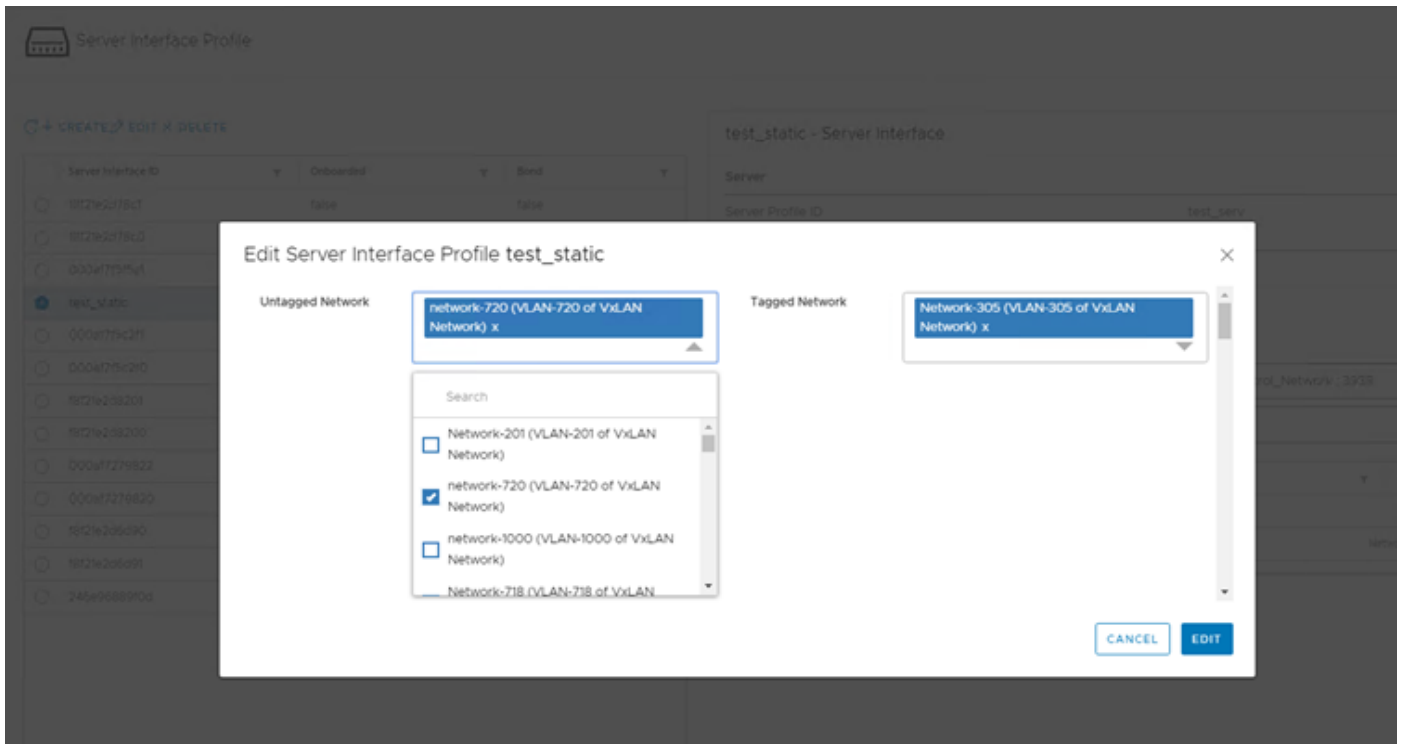 Server Interface Profile
CREATE EDIT DELETE
test_static - Server Interface
Server Interface ID Onboarded Bond
Server
false false
Server Profile ID test_serv
Edit Server Interface Profile test_static
Untagged Network
network-720 (VLAN-720 of VxLAN
Network) x
Tagged Network
Network-305 (VLAN-305 of VxLAN
Network) x
Search
Network-201 (VLAN-201 of VxLAN
Network)
network-720 (VLAN-720 of VxLAN
Network)
network-1000 (VLAN-1000 of VxLAN
Network)
Network-718 (VLAN-718 of VxLAN
CANCEL EDIT
test_static
rol_Network : 3939